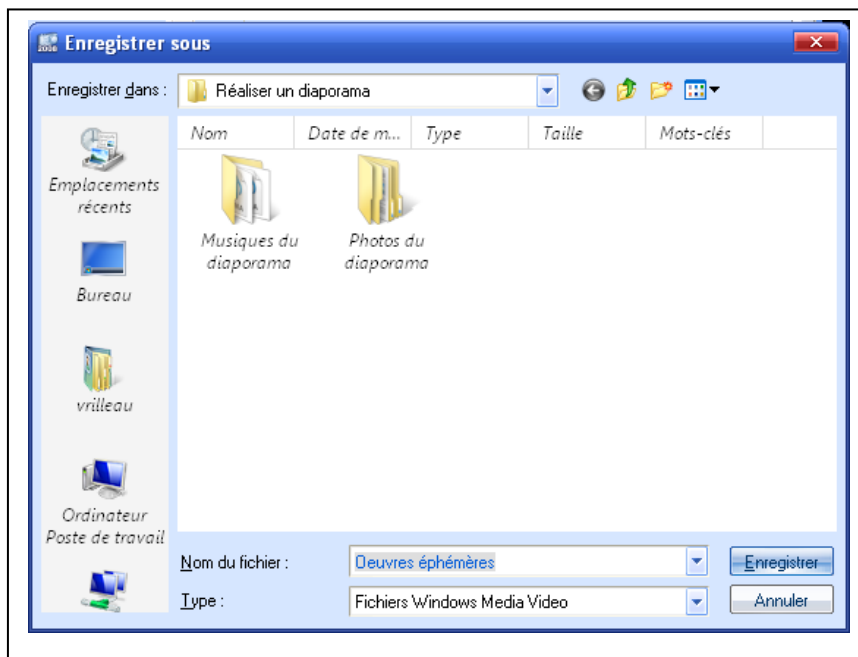 Enregistrer sous
Enregistrer dans :
Réaliser un diaporama
Nom
Date de m...
Type
Taille
Mots-clés
Emplacements
récents
Bureau
vrilleau
Ordinateur
Poste de travail
Musiques du
diaporama
Photos du
diaporama
Nom du fichier :
Oeuvres éphémères
Enregistrer
Type :
Fichiers Windows Media Video
Annuler